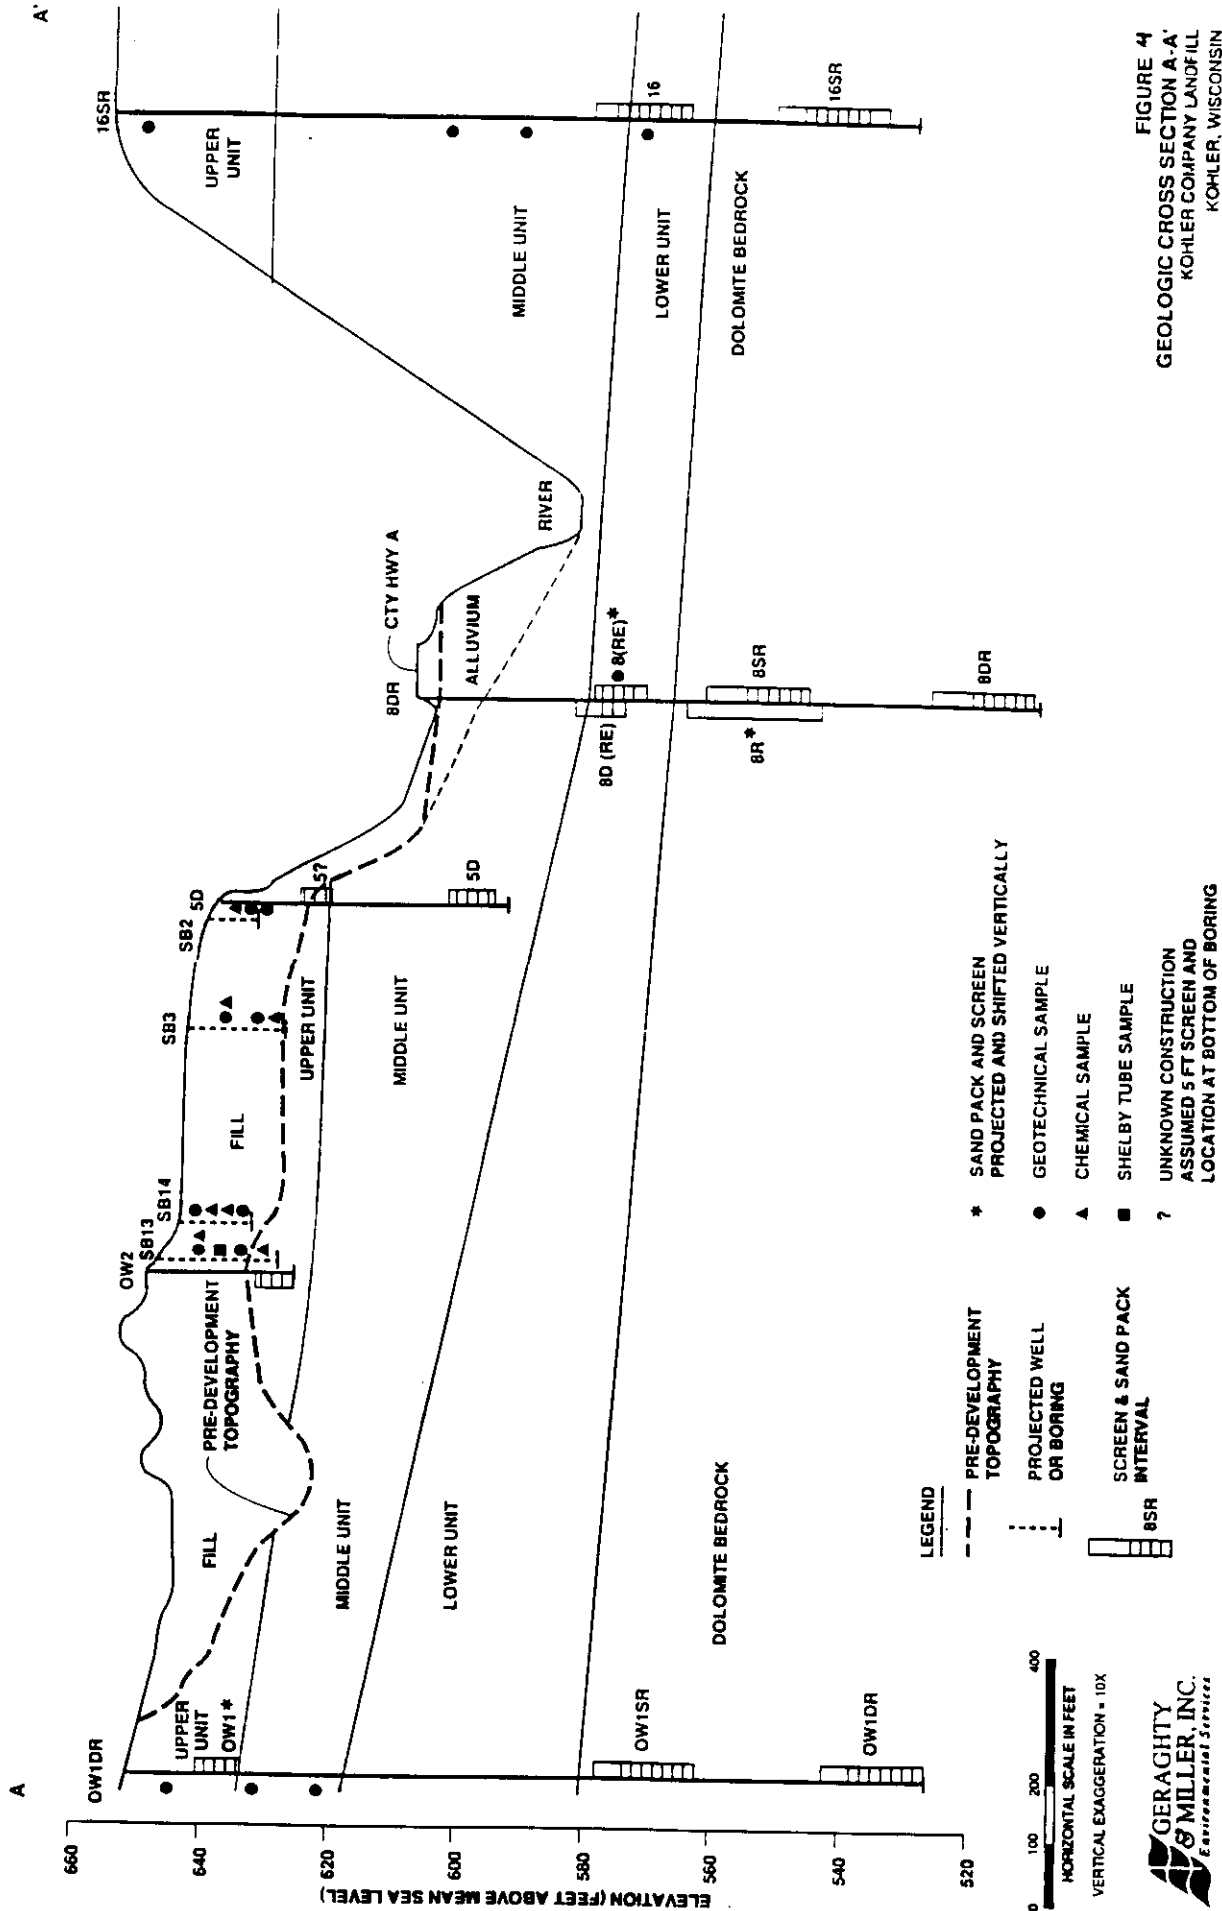 A
A'
OW1DR
OW2
SB13
SB14
SB3
SB2
5D
8DR
CTY HWY A
16SR
660
640
620
600
580
560
540
520
ELEVATION (FEET ABOVE MEAN SEA LEVEL)
UPPER
UNIT
OW1*
FILL
PRE-DEVELOPMENT
TOPOGRAPHY
FILL
UPPER UNIT
5?
ALLUVIUM
RIVER
UPPER
UNIT
MIDDLE UNIT
MIDDLE UNIT
5D
MIDDLE UNIT
LOWER UNIT
8D (RE)
8(RE)*
LOWER UNIT
16
OW1SR
DOLOMITE BEDROCK
8R*
8SR
DOLOMITE BEDROCK
16SR
OW1DR
8DR
LEGEND
PRE-DEVELOPMENT
TOPOGRAPHY
PROJECTED WELL
OR BORING
SCREEN & SAND PACK
INTERVAL
8SR
* SAND PACK AND SCREEN
PROJECTED AND SHIFTED VERTICALLY
● GEOTECHNICAL SAMPLE
▲ CHEMICAL SAMPLE
■ SHELBY TUBE SAMPLE
? UNKNOWN CONSTRUCTION
ASSUMED 5 FT SCREEN AND
LOCATION AT BOTTOM OF BORING
0 100 200 400
HORIZONTAL SCALE IN FEET
VERTICAL EXAGGERATION = 10X
GERAGHTY
& MILLER, INC.
Environmental Services
FIGURE 4
GEOLOGIC CROSS SECTION A-A'
KOHLER COMPANY LANDFILL
KOHLER, WISCONSIN